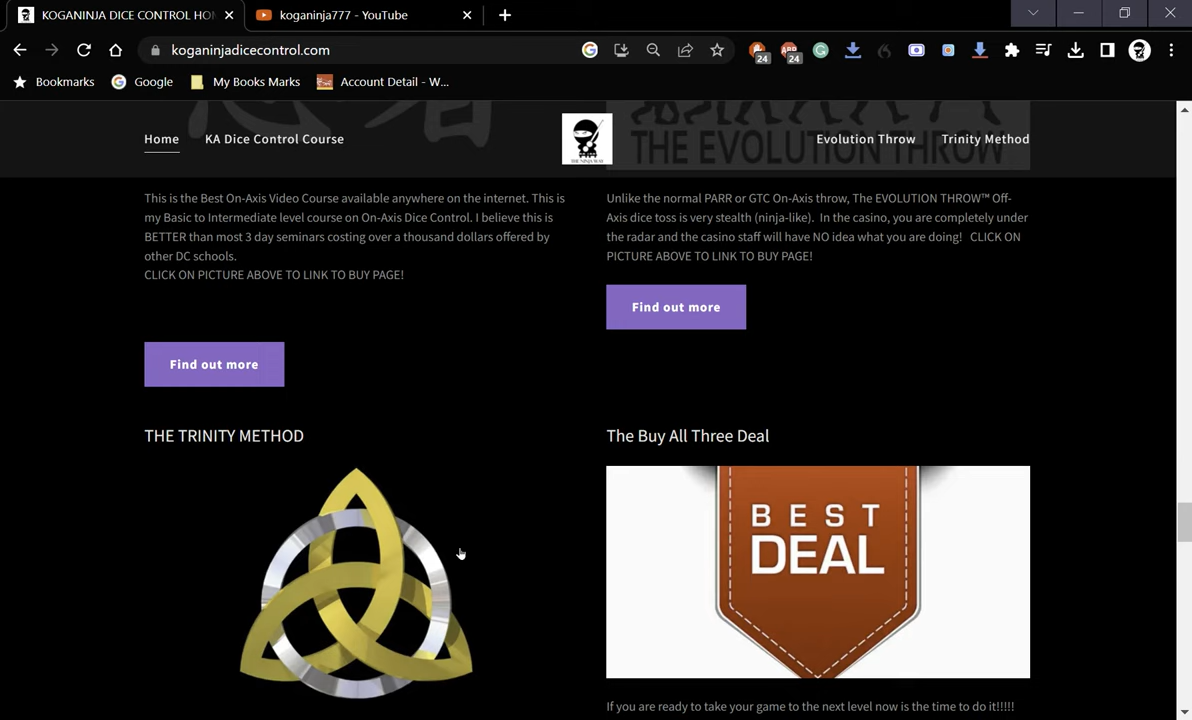 KOGANINJA DICE CONTROL HOM
koganinja777 - YouTube
koganinjadicecontrol.com
24
24
Bookmarks
Google
My Books Marks
Account Detail - W...
Home
KA Dice Control Course
THE NINJA WAY
Evolution Throw
Trinity Method
忍者
THE EVOLUTION THROW
This is the Best On-Axis Video Course available anywhere on the internet. This is
my Basic to Intermediate level course on On-Axis Dice Control. I believe this is
BETTER than most 3 day seminars costing over a thousand dollars offered by
other DC schools.
CLICK ON PICTURE ABOVE TO LINK TO BUY PAGE!
Find out more
Unlike the normal PARR or GTC On-Axis throw, The EVOLUTION THROW™ Off-
Axis dice toss is very stealth (ninja-like).  In the casino, you are completely under
the radar and the casino staff will have NO idea what you are doing!   CLICK ON
PICTURE ABOVE TO LINK TO BUY PAGE!
Find out more
THE TRINITY METHOD
The Buy All Three Deal
BEST
DEAL
If you are ready to take your game to the next level now is the time to do it!!!!!